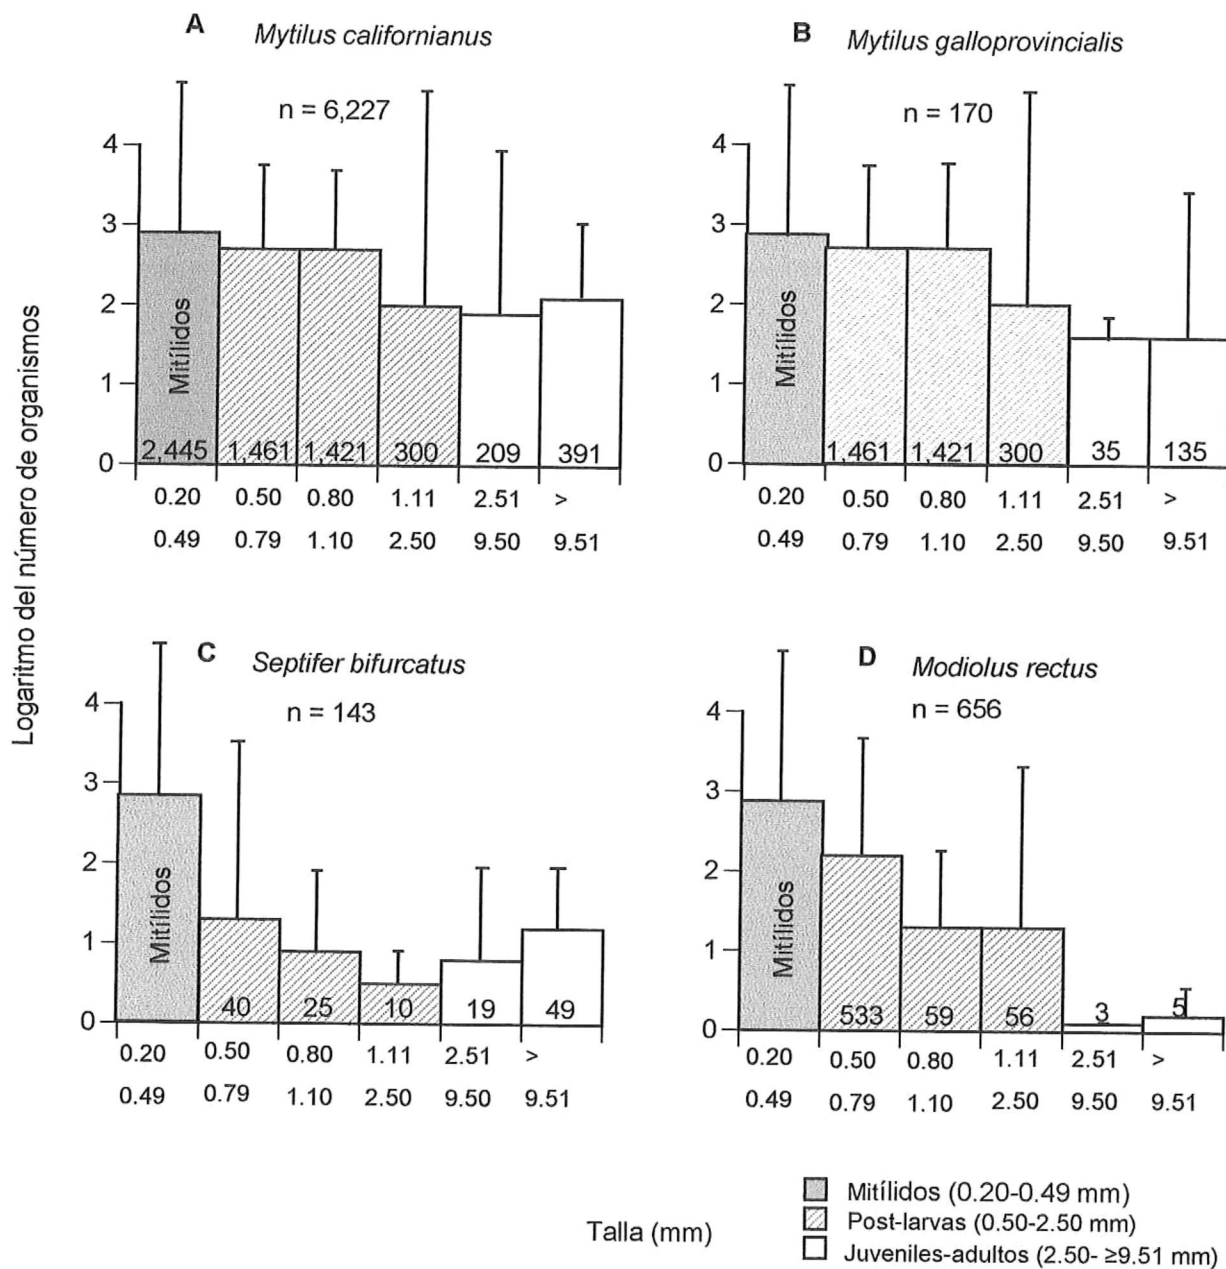 A Mytilus californianus
n = 6,227
4
3
2
1
0
Mitílidos
2,445 1,461 1,421 300 209 391
0.20 0.50 0.80 1.11 2.51 >
0.49 0.79 1.10 2.50 9.50 9.51
B Mytilus galloprovincialis
n = 170
4
3
2
1
0
Mitílidos
1,461 1,421 300 35 135
0.20 0.50 0.80 1.11 2.51 >
0.49 0.79 1.10 2.50 9.50 9.51
Logaritmo del número de organismos
C Septifer bifurcatus
n = 143
4
3
2
1
0
Mitílidos
40 25 10 19 49
0.20 0.50 0.80 1.11 2.51 >
0.49 0.79 1.10 2.50 9.50 9.51
D Modiolus rectus
n = 656
4
3
2
1
0
Mitílidos
533 59 56 3 5
0.20 0.50 0.80 1.11 2.51 >
0.49 0.79 1.10 2.50 9.50 9.51
Talla (mm)
Mitílidos (0.20-0.49 mm)
Post-larvas (0.50-2.50 mm)
Juveniles-adultos (2.50- ≥9.51 mm)